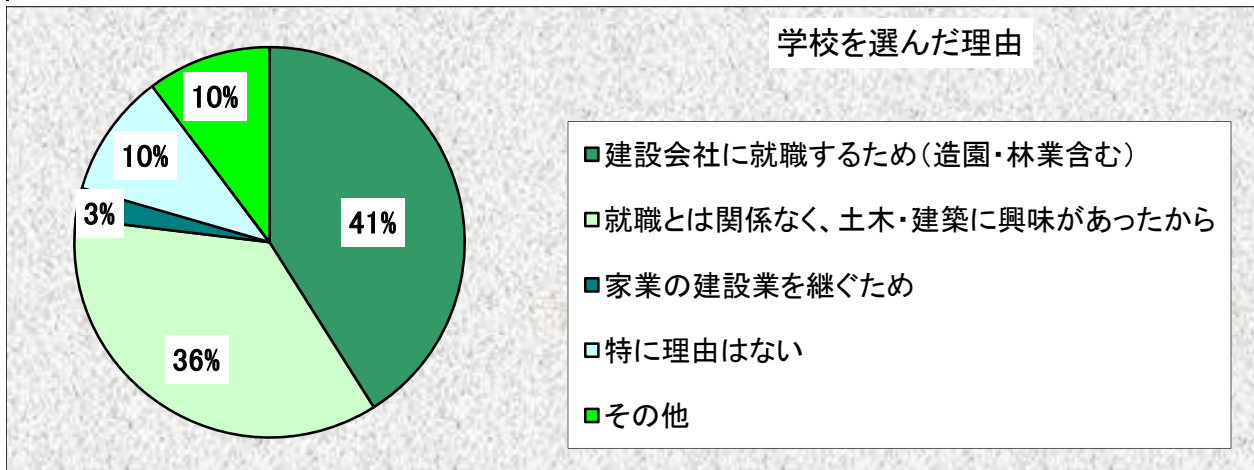 学校を選んだ理由
10%
10%
3%
41%
36%
建設会社に就職するため（造園・林業含む）
就職とは関係なく、土木・建築に興味があったから
家業の建設業を継ぐため
特に理由はない
その他